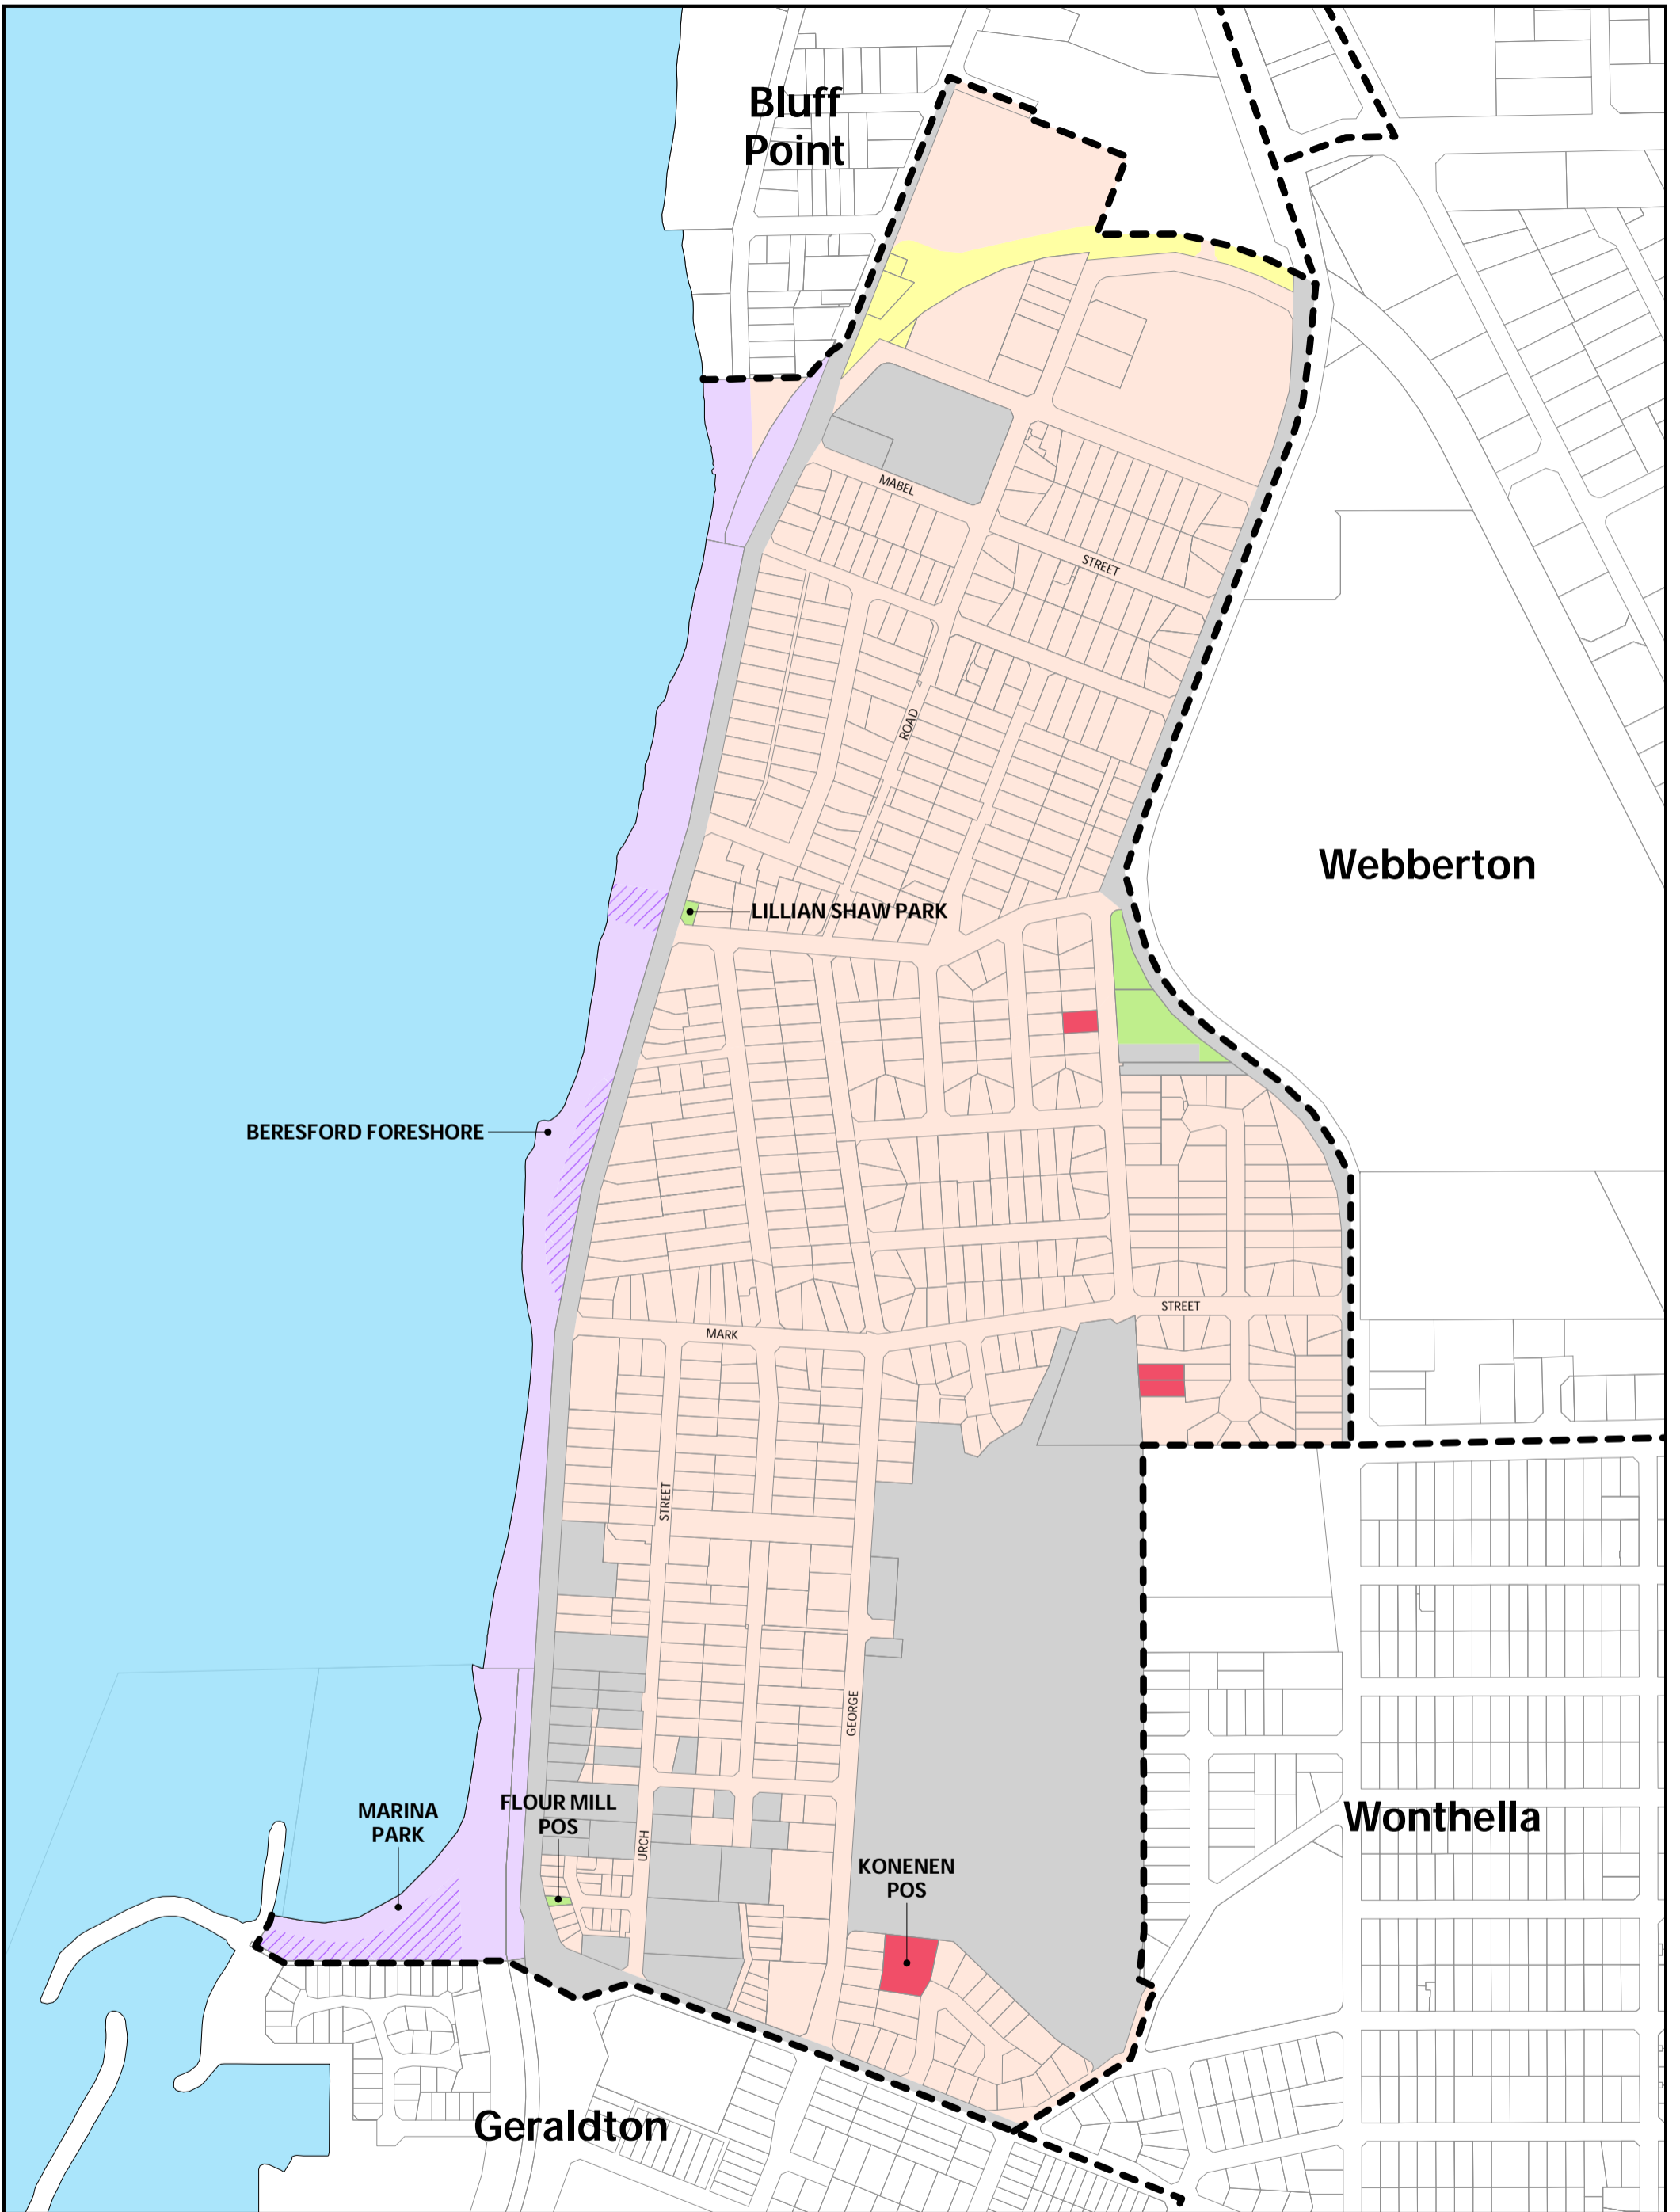 Bluff
Point
MABEL
STREET
ROAD
Webberton
LILLIAN SHAW PARK
BERESFORD FORESHORE
STREET
MARK
STREET
GEORGE
MARINA
PARK
FLOUR MILL
POS
Wonthella
URCH
KONENEN
POS
Geraldton